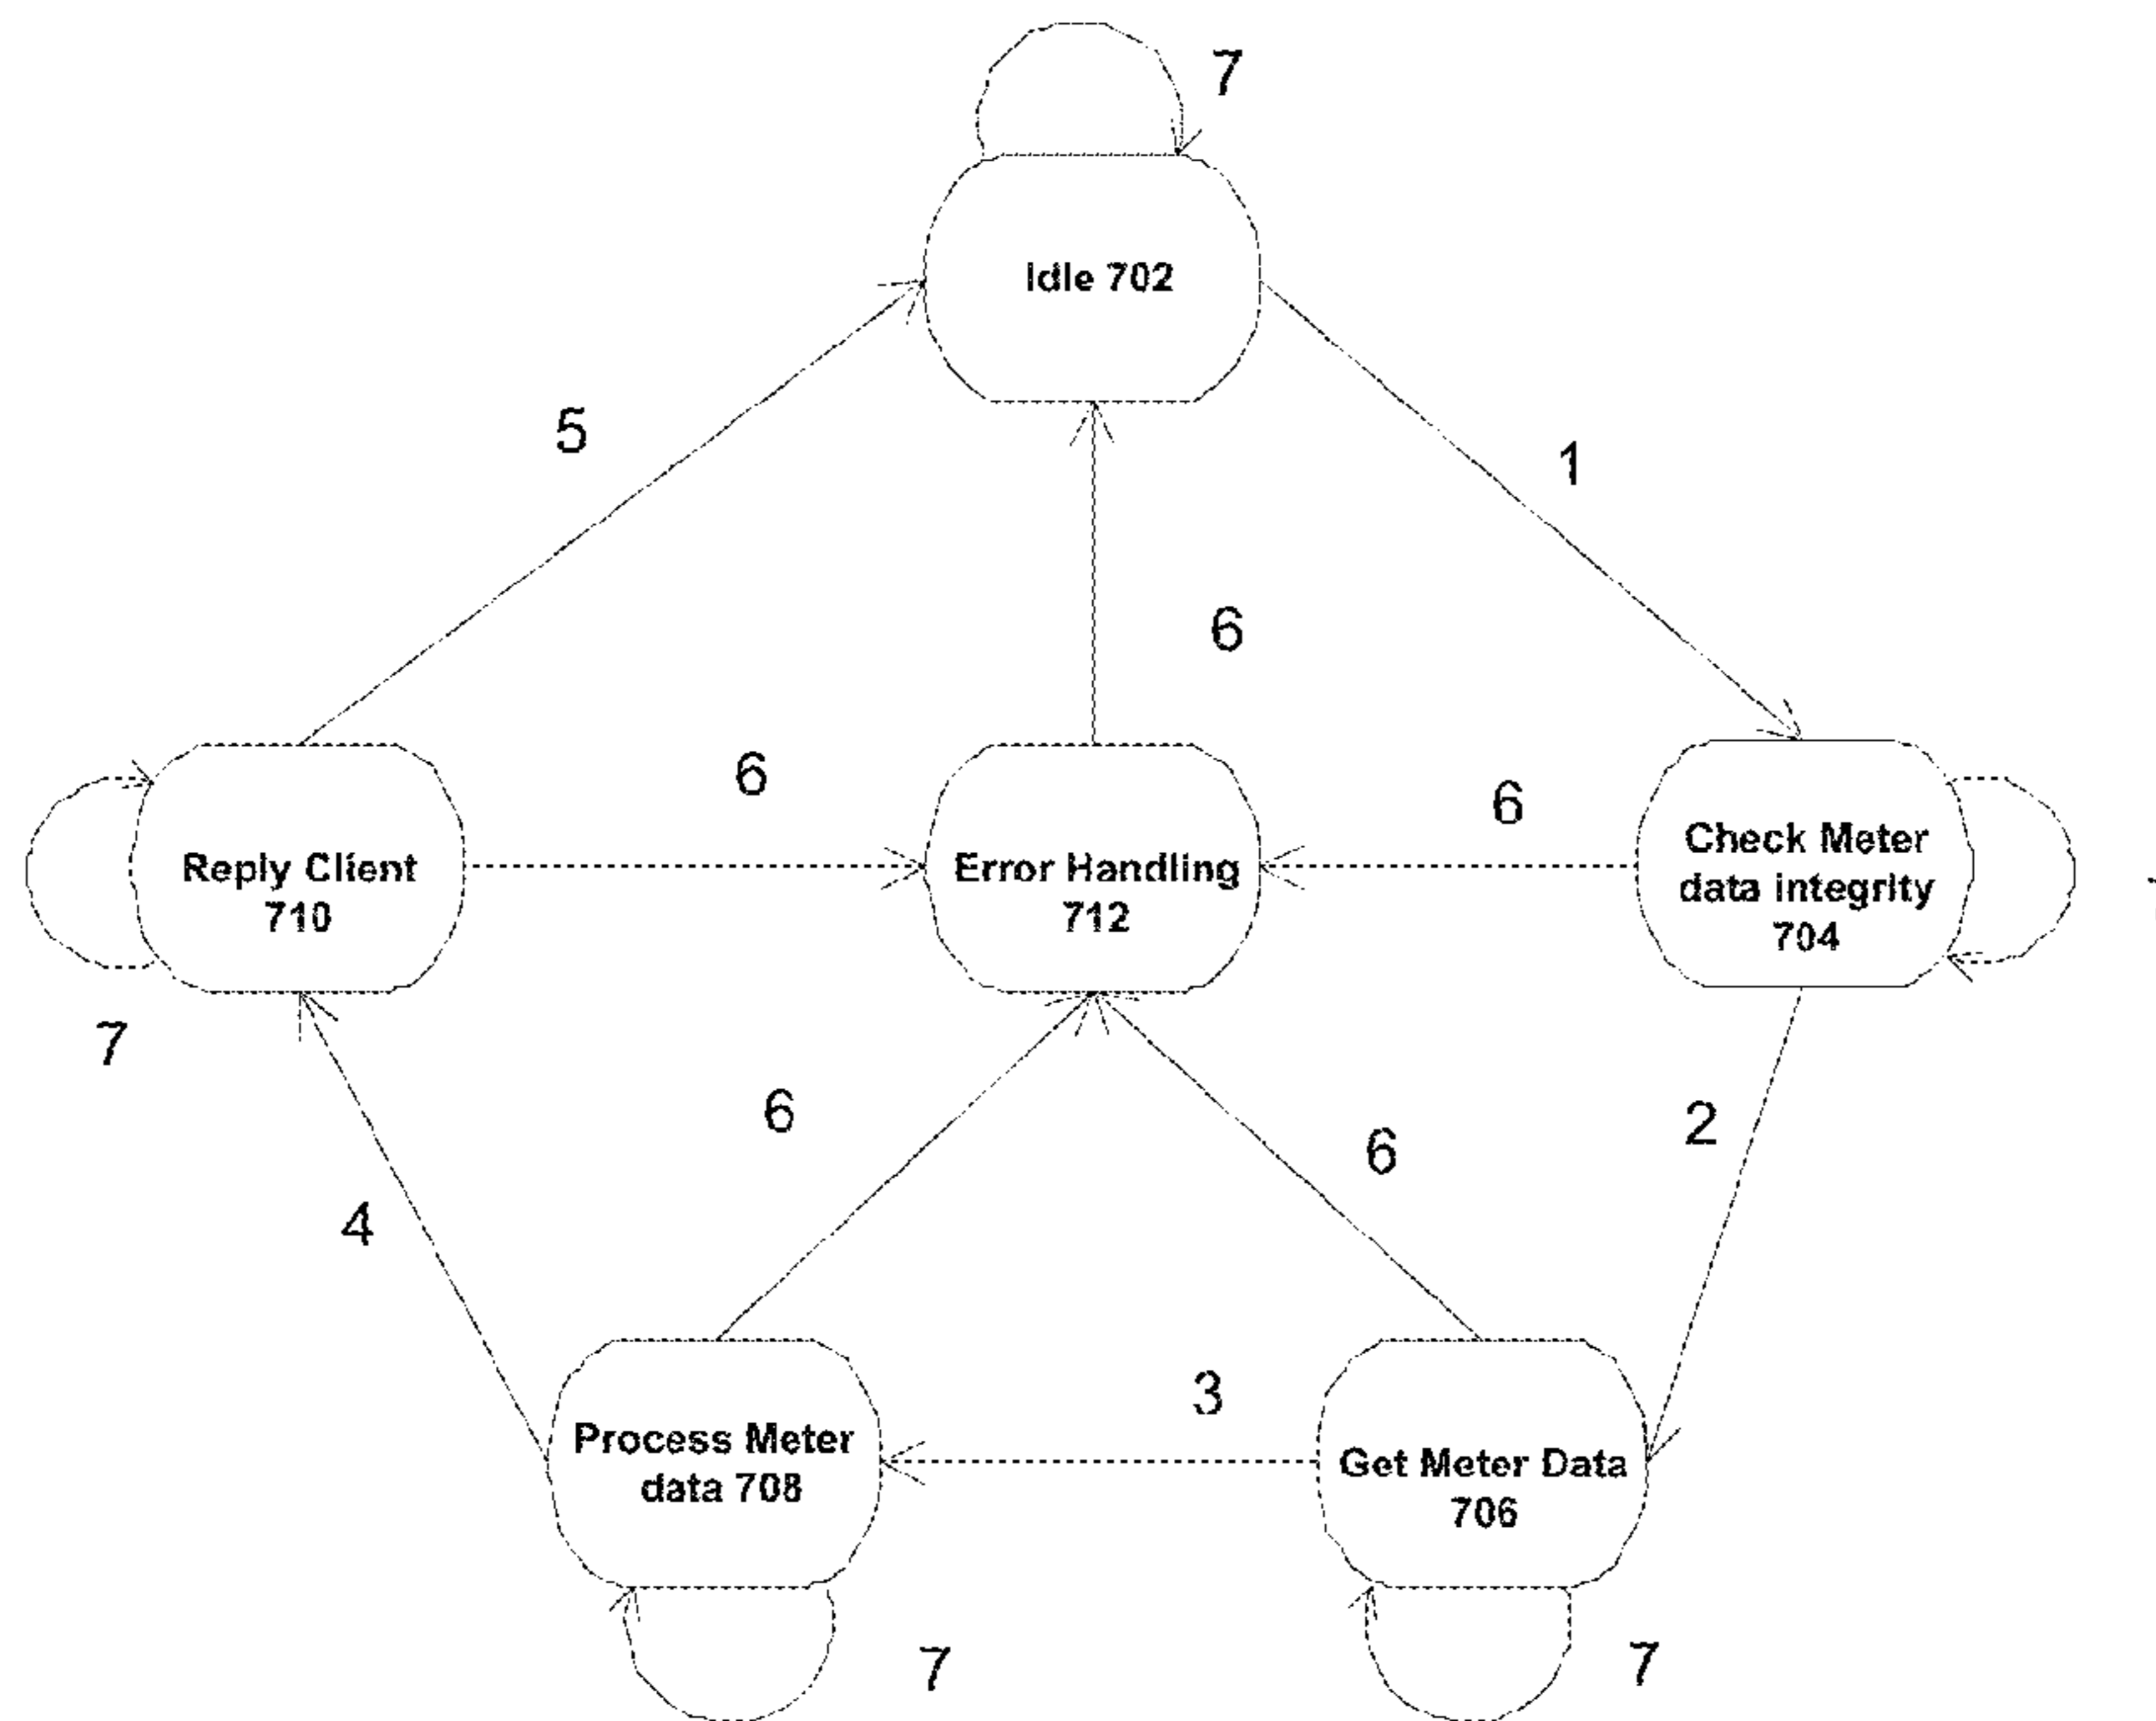 7
Idle 702
5
1
6
6
6
Reply Client
710
Error Handling
712
Check Meter
data integrity
704
7
6
6
2
4
3
Process Meter
data 708
Get Meter Data
706
7
7